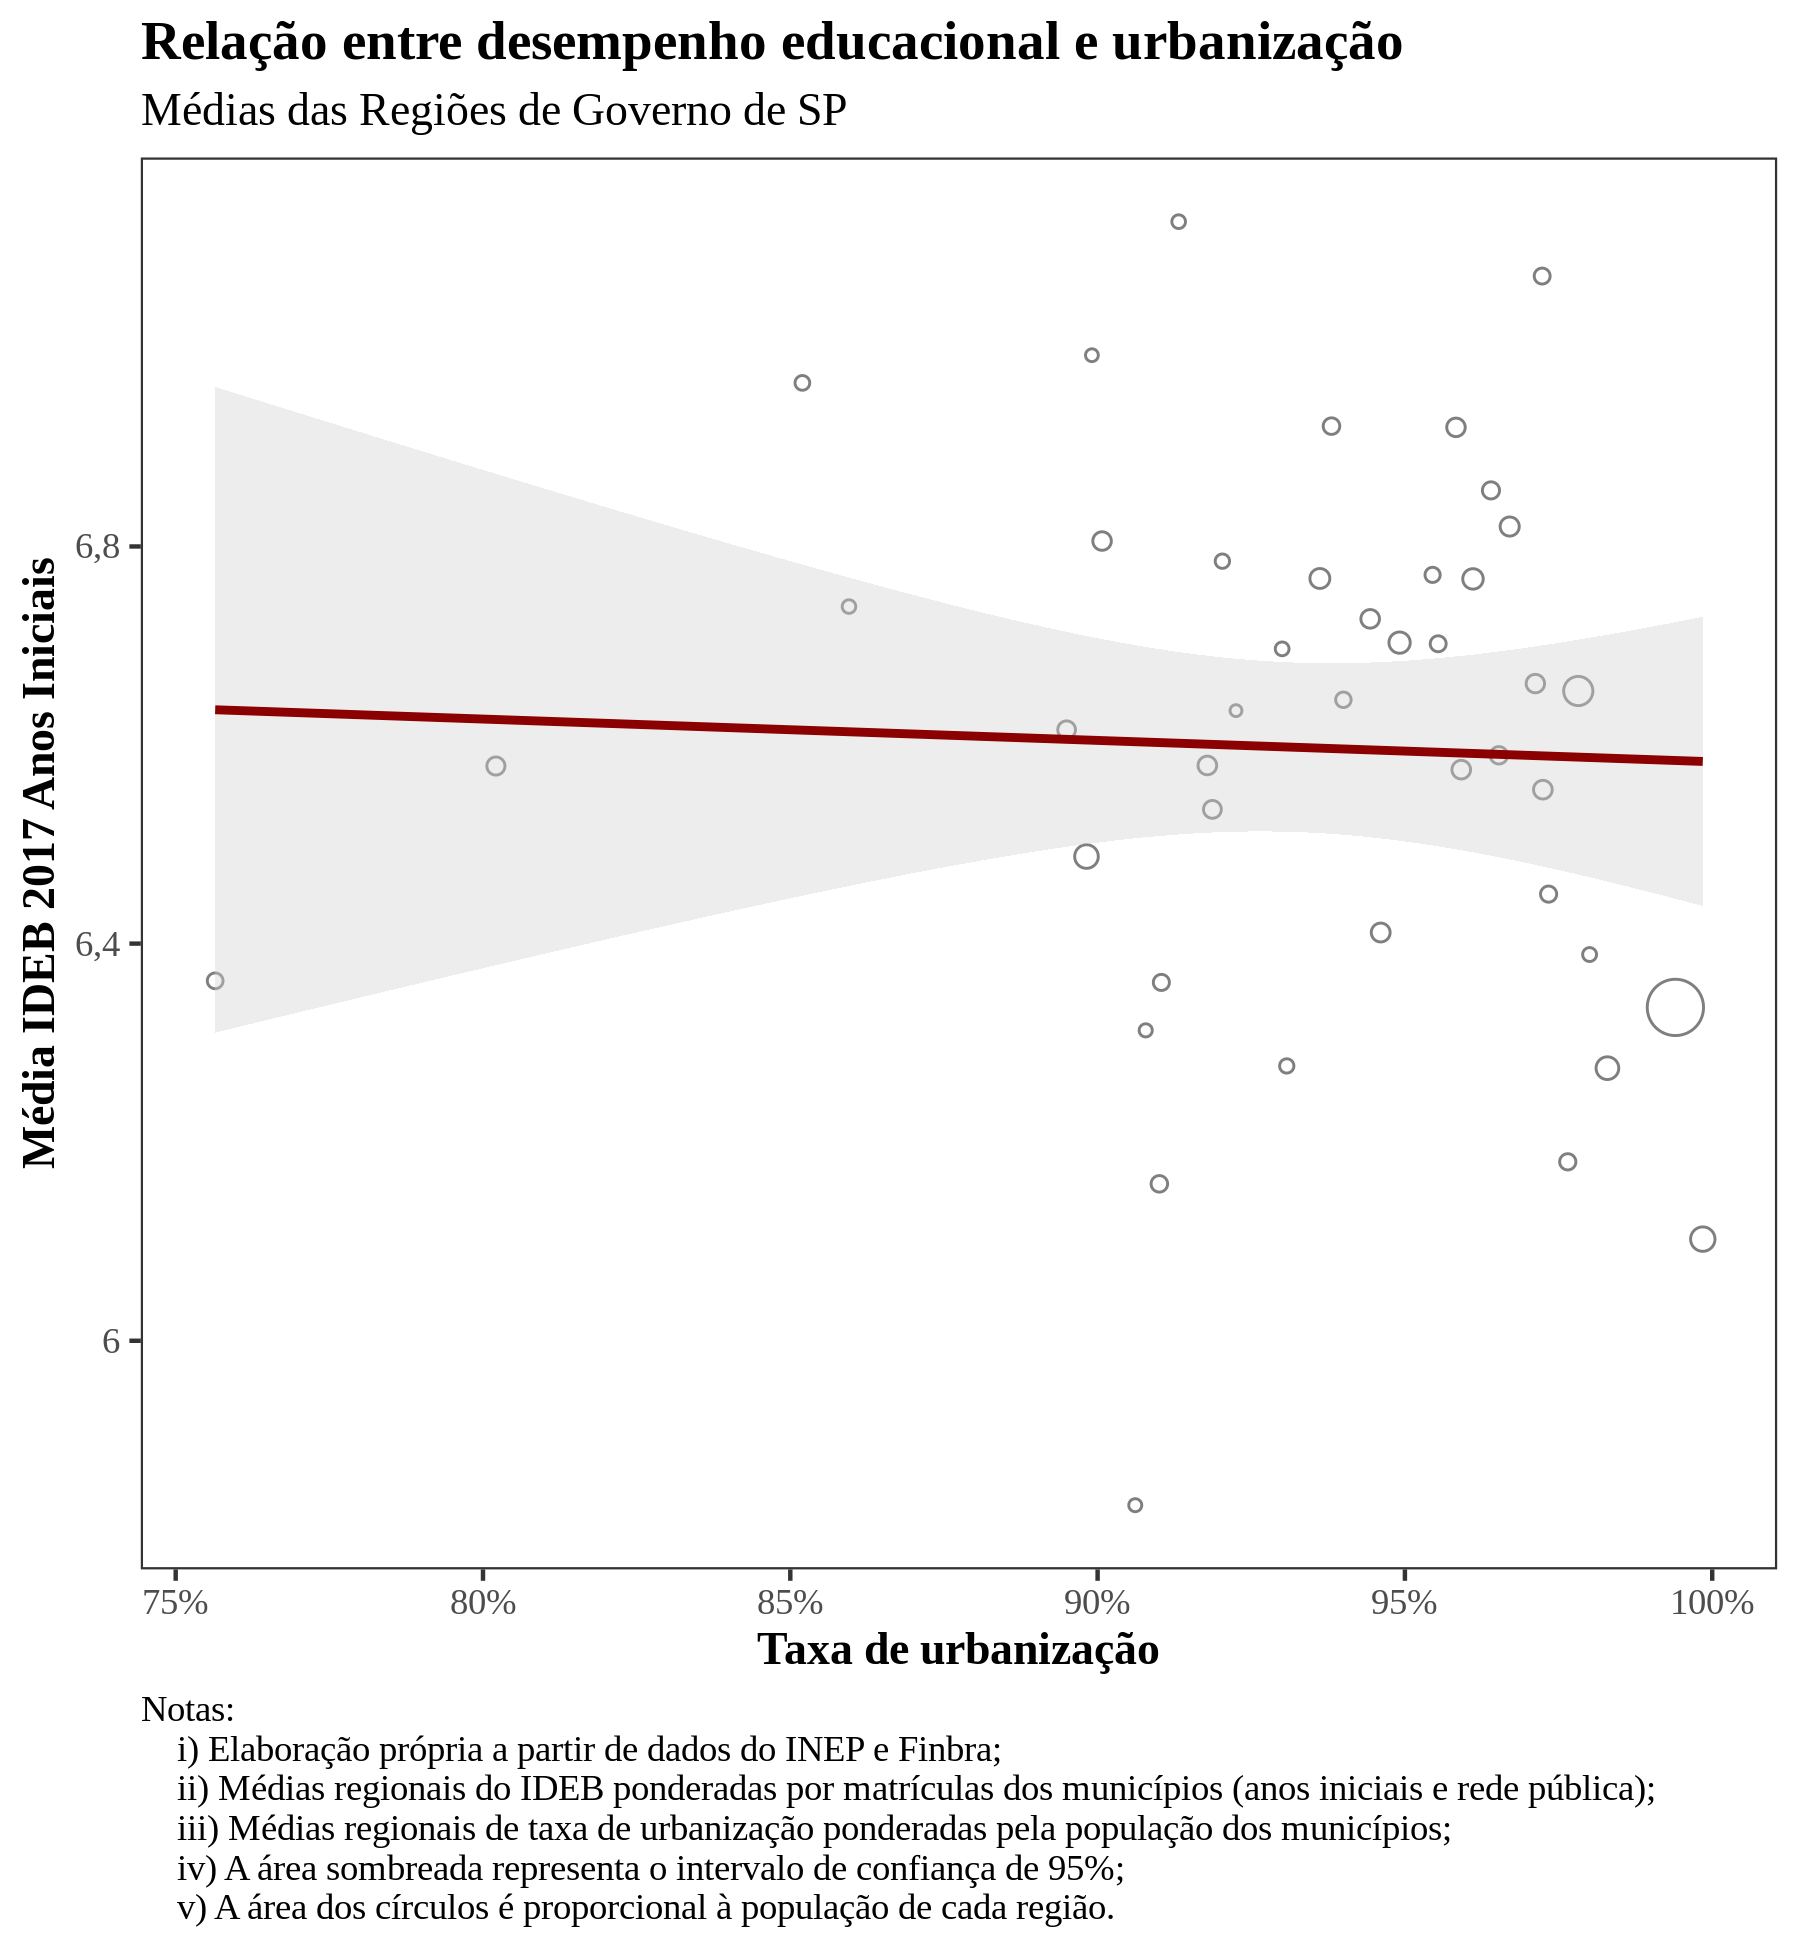 Relação entre desempenho educacional e urbanização
Médias das Regiões de Governo de SP
Média IDEB 2017 Anos Iniciais
6,8
6,4
6
75%
80%
85%
90%
95%
100%
Taxa de urbanização
Notas:
i) Elaboração própria a partir de dados do INEP e Finbra;
ii) Médias regionais do IDEB ponderadas por matrículas dos municípios (anos iniciais e rede pública);
iii) Médias regionais de taxa de urbanização ponderadas pela população dos municípios;
iv) A área sombreada representa o intervalo de confiança de 95%;
v) A área dos círculos é proporcional à população de cada região.